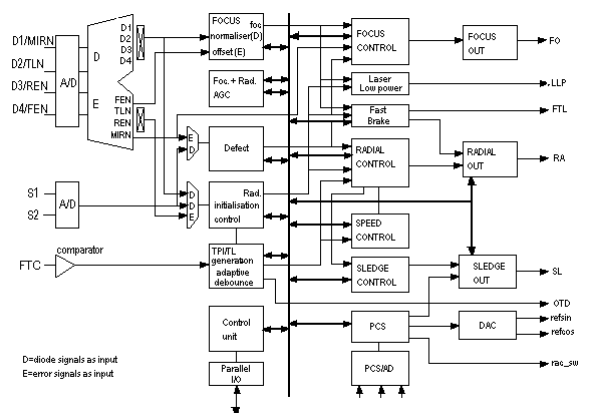 D1/MIRN
D2/TLN
D3/REN
D4/FEN
A/D
D
E
D1
D2
D3
D4
FEN
TLN
REN
MIRN
FOCUS foc
normaliser(D)
offset(E)
Foc. + Rad.
AGC
E
D
Defect
S1
S2
A/D
D
D
E
Rad.
initialisation
control
FTC
comparator
TPI/TL
generation
adaptive
debounce
Control
unit
Parallel
I/O
D=diode signals as input
E=error signals as input
FOCUS
CONTROL
FOCUS
OUT
FO
Laser
Low power
LLP
Fast
Brake
FTL
RADIAL
CONTROL
RADIAL
OUT
RA
SPEED
CONTROL
SLEDGE
CONTROL
SLEDGE
OUT
SL
OTD
PCS
DAC
refsin
refcos
rac_sw
PCS/AD